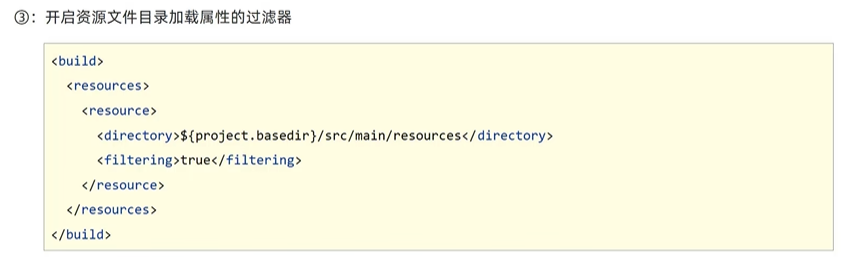 ③：开启资源文件目录加载属性的过滤器
<build>
  <resources>
    <resource>
      <directory>${project.basedir}/src/main/resources</directory>
      <filtering>true</filtering>
    </resource>
  </resources>
</build>